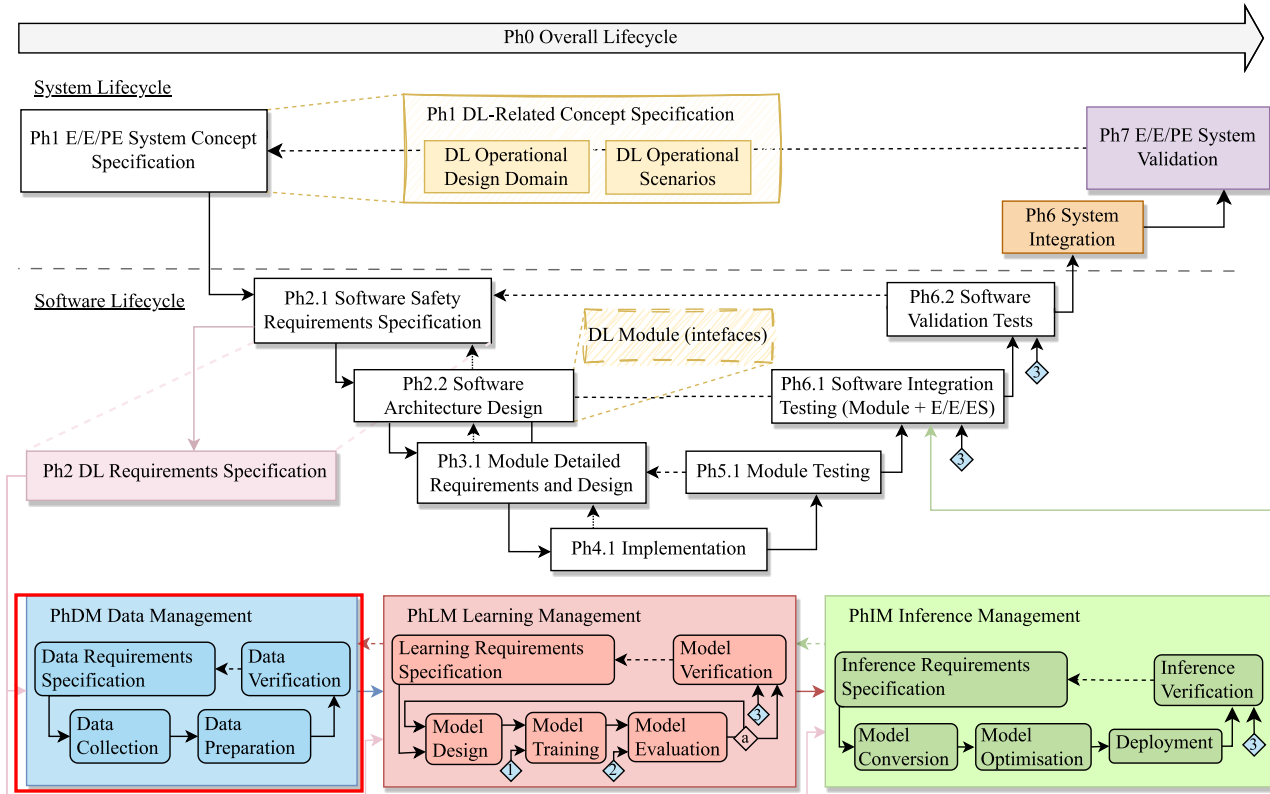 Ph0 Overall Lifecycle
System Lifecycle
Ph1 E/E/PE System Concept
Specification
Ph1 DL-Related Concept Specification
DL Operational
Design Domain
DL Operational
Scenarios
Ph7 E/E/PE System
Validation
Ph6 System
Integration
Software Lifecycle
Ph2.1 Software Safety
Requirements Specification
Ph6.2 Software
Validation Tests
DL Module (intefaces)
3
Ph2.2 Software
Architecture Design
Ph6.1 Software Integration
Testing (Module + E/E/ES)
3
Ph2 DL Requirements Specification
Ph3.1 Module Detailed
Requirements and Design
Ph5.1 Module Testing
Ph4.1 Implementation
PhDM Data Management
Data Requirements
Specification
Data
Verification
Data
Collection
Data
Preparation
PhLM Learning Management
Learning Requirements
Specification
Model
Verification
3
Model
Design
Model
Training
Model
Evaluation
a
1
2
PhIM Inference Management
Inference Requirements
Specification
Inference
Verification
Model
Conversion
Model
Optimisation
Deployment
3